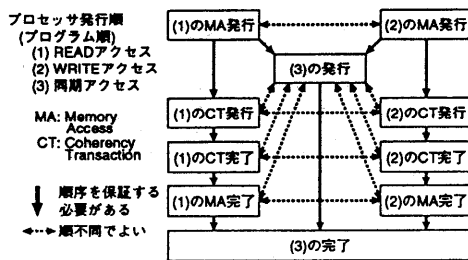 プロセッサ発行順
(プログラム順)
(1) READアクセス
(2) WRITEアクセス
(3) 同期アクセス
MA: Memory
Access
CT: Coherency
Transaction
順序を保証する
必要がある
順不同でよい
(1)のMA発行
(2)のMA発行
(3)の発行
(1)のCT発行
(2)のCT発行
(1)のCT完了
(2)のCT完了
(1)のMA完了
(2)のMA完了
(3)の完了